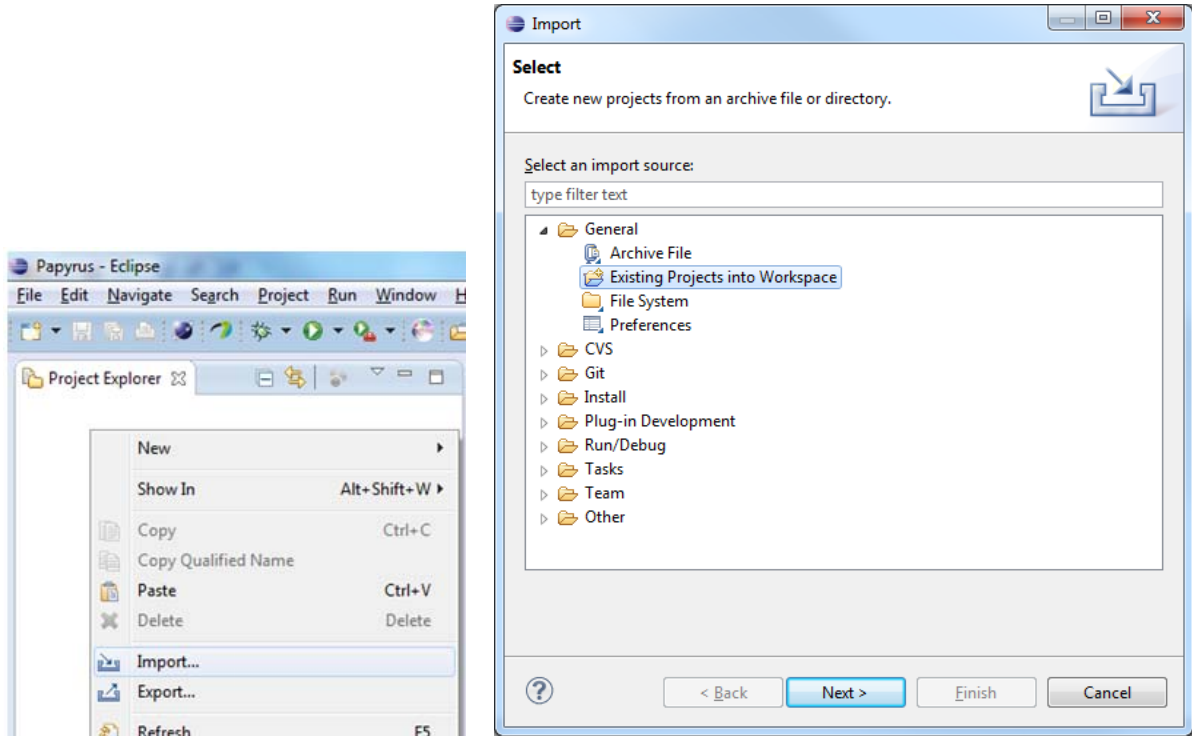 Papyrus - Eclipse
File Edit Navigate Search Project Run Window H
Project Explorer
New
Show In Alt+Shift+W
Copy Ctrl+C
Copy Qualified Name
Paste Ctrl+V
Delete Delete
Import...
Export...
Refresh F5
Import
Select
Create new projects from an archive file or directory.
Select an import source:
type filter text
General
Archive File
Existing Projects into Workspace
File System
Preferences
CVS
Git
Install
Plug-in Development
Run/Debug
Tasks
Team
Other
? < Back Next > Finish Cancel